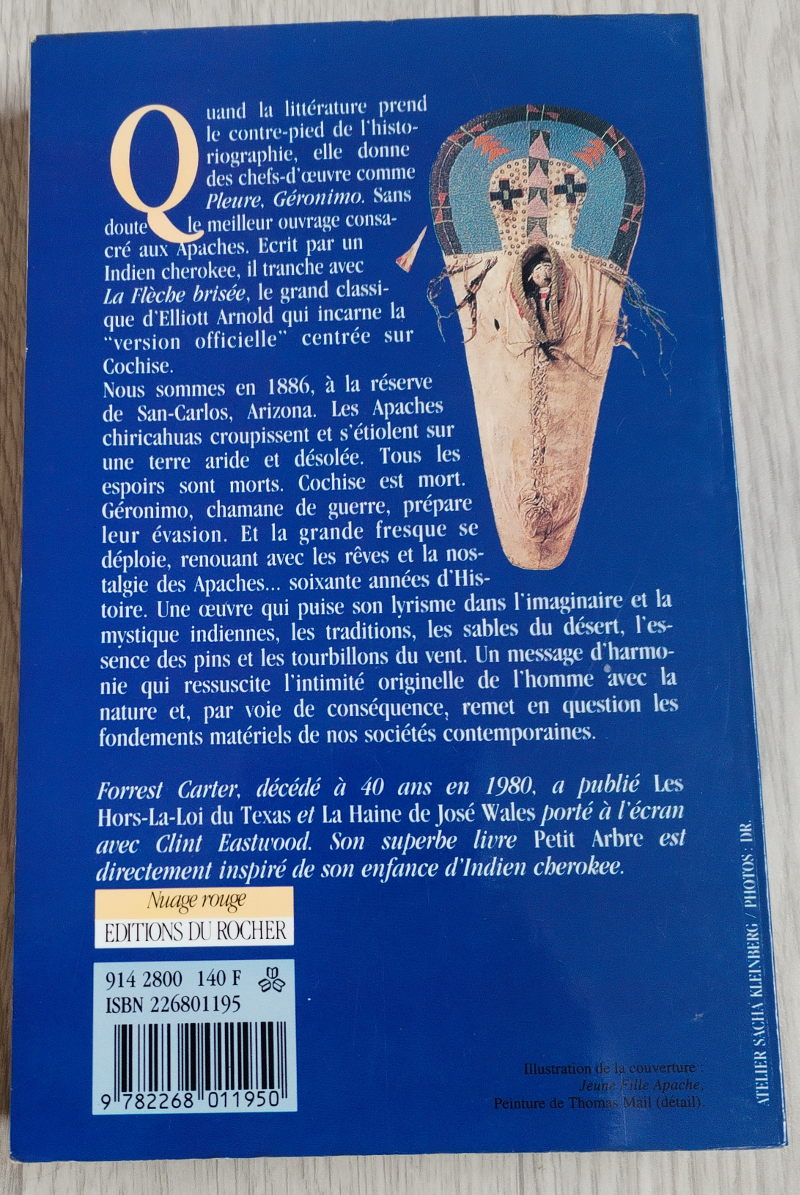 Quand la littérature prend
le contre-pied de l'histo-
riographie, elle donne
des chefs-d'œuvre comme
Pleure, Géronimo. Sans
doute le meilleur ouvrage consa-
cré aux Apaches. Ecrit par un
Indien cherokee, il tranche avec
La Flèche brisée, le grand classi-
que d'Elliott Arnold qui incarne la
"version officielle" centrée sur
Cochise.
Nous sommes en 1886, à la réserve
de San-Carlos, Arizona. Les Apaches
chiricahuas croupissent et s'étiolent sur
une terre aride et désolée. Tous les
espoirs sont morts. Cochise est mort.
Géronimo, chamane de guerre, prépare
leur évasion. Et la grande fresque se
déploie, renouant avec les rêves et la nos-
talgie des Apaches... soixante années d'His-
toire. Une œuvre qui puise son lyrisme dans l'imaginaire et la
mystique indiennes, les traditions, les sables du désert, l'es-
sence des pins et les tourbillons du vent. Un message d'harmo-
nie qui ressuscite l'intimité originelle de l'homme avec la
nature et, par voie de conséquence, remet en question les
fondements matériels de nos sociétés contemporaines.
Forrest Carter, décédé à 40 ans en 1980, a publié Les
Hors-La-Loi du Texas et La Haine de José Wales porté à l'écran
avec Clint Eastwood. Son superbe livre Petit Arbre est
directement inspiré de son enfance d'Indien cherokee.
Nuage rouge
EDITIONS DU ROCHER
914 2800 140 F
ISBN 226801195
9 782268 011950
Illustration de la couverture :
Jeune Fille Apache,
Peinture de Thomas Mail (détail).
ATELIER SACHA KLEINBERG / PHOTOS : DR.